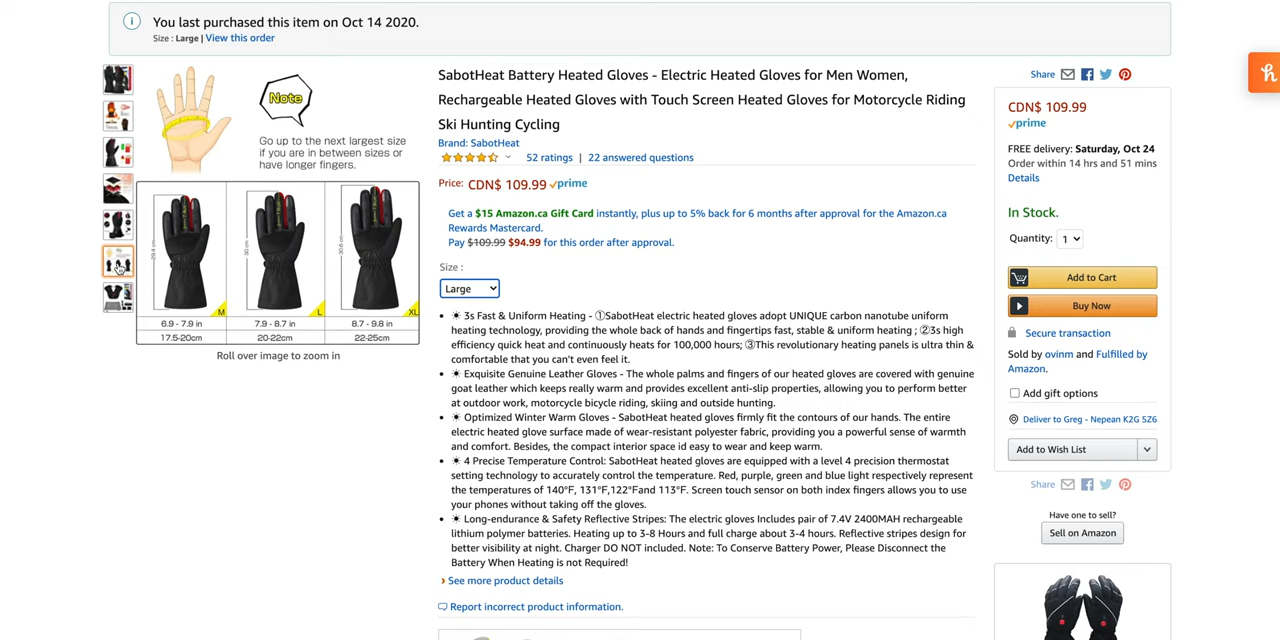 You last purchased this item on Oct 14 2020.
Size : Large | View this order
Note
Go up to the next largest size
if you are in between sizes or
have longer fingers.
M
L
XL
6.9 - 7.9 in
7.9 - 8.7 in
8.7 - 9.8 in
17.5-20cm
20-22cm
22-25cm
Roll over image to zoom in
SabotHeat Battery Heated Gloves - Electric Heated Gloves for Men Women,
Rechargeable Heated Gloves with Touch Screen Heated Gloves for Motorcycle Riding
Ski Hunting Cycling
Brand: SabotHeat
52 ratings | 22 answered questions
Price: CDN$ 109.99 prime
Get a $15 Amazon.ca Gift Card instantly, plus up to 5% back for 6 months after approval for the Amazon.ca
Rewards Mastercard.
Pay $109.99 $94.99 for this order after approval.
Size :
Large
• ☀ 3s Fast & Uniform Heating - ①SabotHeat electric heated gloves adopt UNIQUE carbon nanotube uniform
heating technology, providing the whole back of hands and fingertips fast, stable & uniform heating ; ②3s high
efficiency quick heat and continuously heats for 100,000 hours; ③This revolutionary heating panels is ultra thin &
comfortable that you can't even feel it.
• ☀ Exquisite Genuine Leather Gloves - The whole palms and fingers of our heated gloves are covered with genuine
goat leather which keeps really warm and provides excellent anti-slip properties, allowing you to perform better
at outdoor work, motorcycle bicycle riding, skiing and outside hunting.
• ☀ Optimized Winter Warm Gloves - SabotHeat heated gloves firmly fit the contours of our hands. The entire
electric heated glove surface made of wear-resistant polyester fabric, providing you a powerful sense of warmth
and comfort. Besides, the compact interior space id easy to wear and keep warm.
• ☀ 4 Precise Temperature Control: SabotHeat heated gloves are equipped with a level 4 precision thermostat
setting technology to accurately control the temperature. Red, purple, green and blue light respectively represent
the temperatures of 140°F, 131°F,122°Fand 113°F. Screen touch sensor on both index fingers allows you to use
your phones without taking off the gloves.
• ☀ Long-endurance & Safety Reflective Stripes: The electric gloves Includes pair of 7.4V 2400MAH rechargeable
lithium polymer batteries. Heating up to 3-8 Hours and full charge about 3-4 hours. Reflective stripes design for
better visibility at night. Charger DO NOT included. Note: To Conserve Battery Power, Please Disconnect the
Battery When Heating is not Required!
› See more product details
Report incorrect product information.
Share
CDN$ 109.99
prime
FREE delivery: Saturday, Oct 24
Order within 14 hrs and 51 mins
Details
In Stock.
Quantity: 1
Add to Cart
Buy Now
Secure transaction
Sold by ovinm and Fulfilled by
Amazon.
Add gift options
Deliver to Greg - Nepean K2G 5Z6
Add to Wish List
Share
Have one to sell?
Sell on Amazon